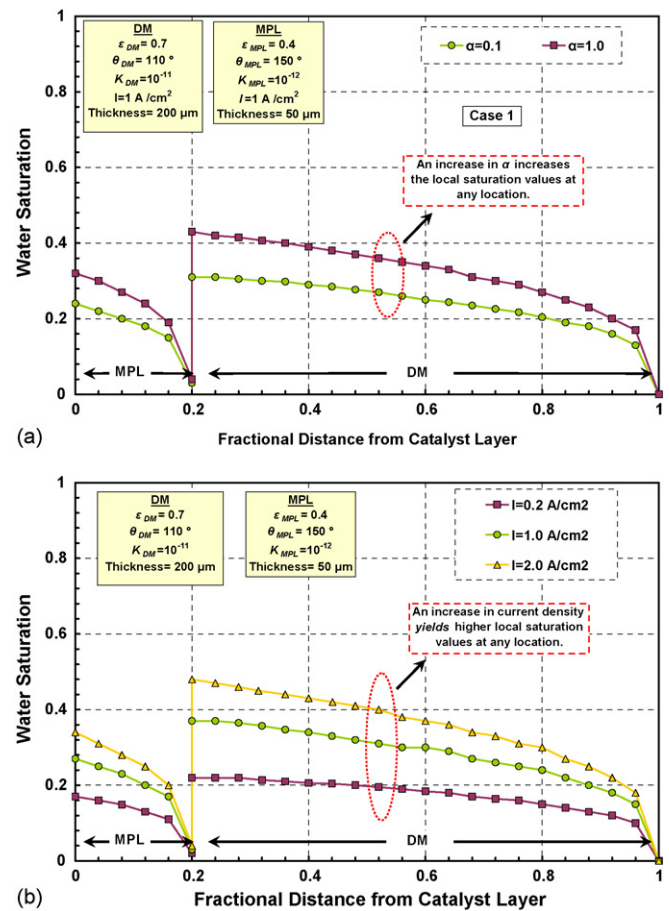 DM
ε DM = 0.7
θ DM = 110 °
K DM =10⁻¹¹
I=1 A /cm²
Thickness= 200 μm
MPL
ε MPL = 0.4
θ MPL = 150 °
K MPL =10⁻¹²
I=1 A /cm²
Thickness= 50 μm
α=0.1
α=1.0
Case 1
An increase in α increases
the local saturation values at
any location.
Water Saturation
1
0.8
0.6
0.4
0.2
0
MPL
DM
0
0.2
0.4
0.6
0.8
1
(a)
Fractional Distance from Catalyst Layer
DM
ε DM = 0.7
θ DM = 110 °
K DM =10⁻¹¹
Thickness= 200 μm
MPL
ε MPL = 0.4
θ MPL = 150 °
K MPL =10⁻¹²
Thickness= 50 μm
I=0.2 A/cm2
I=1.0 A/cm2
I=2.0 A/cm2
An increase in current density
yields higher local saturation
values at any location.
Water Saturation
1
0.8
0.6
0.4
0.2
0
MPL
DM
0
0.2
0.4
0.6
0.8
1
(b)
Fractional Distance from Catalyst Layer